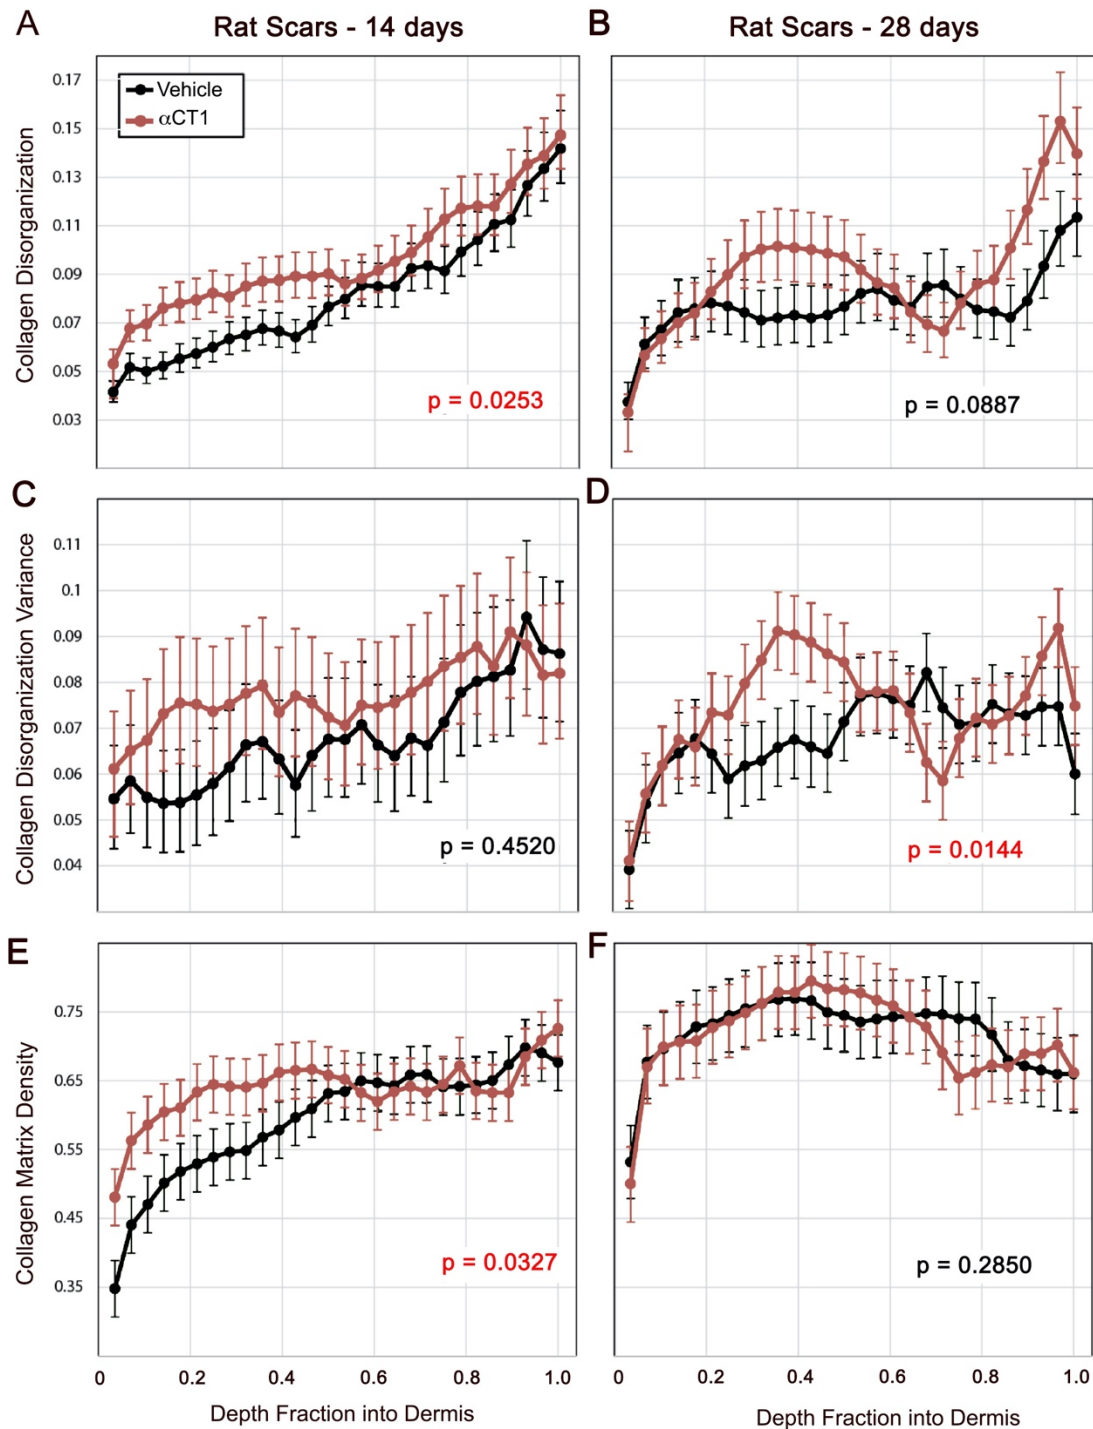 A
Rat Scars - 14 days
B
Rat Scars - 28 days
Vehicle
αCT1
Collagen Disorganization
0.17
0.15
0.13
0.11
0.09
0.07
0.05
0.03
p = 0.0253
p = 0.0887
C
D
Collagen Disorganization Variance
0.11
0.1
0.09
0.08
0.07
0.06
0.05
0.04
p = 0.4520
p = 0.0144
E
F
Collagen Matrix Density
0.75
0.65
0.55
0.45
0.35
p = 0.0327
p = 0.2850
0 0.2 0.4 0.6 0.8 1.0
0 0.2 0.4 0.6 0.8 1.0
Depth Fraction into Dermis
Depth Fraction into Dermis